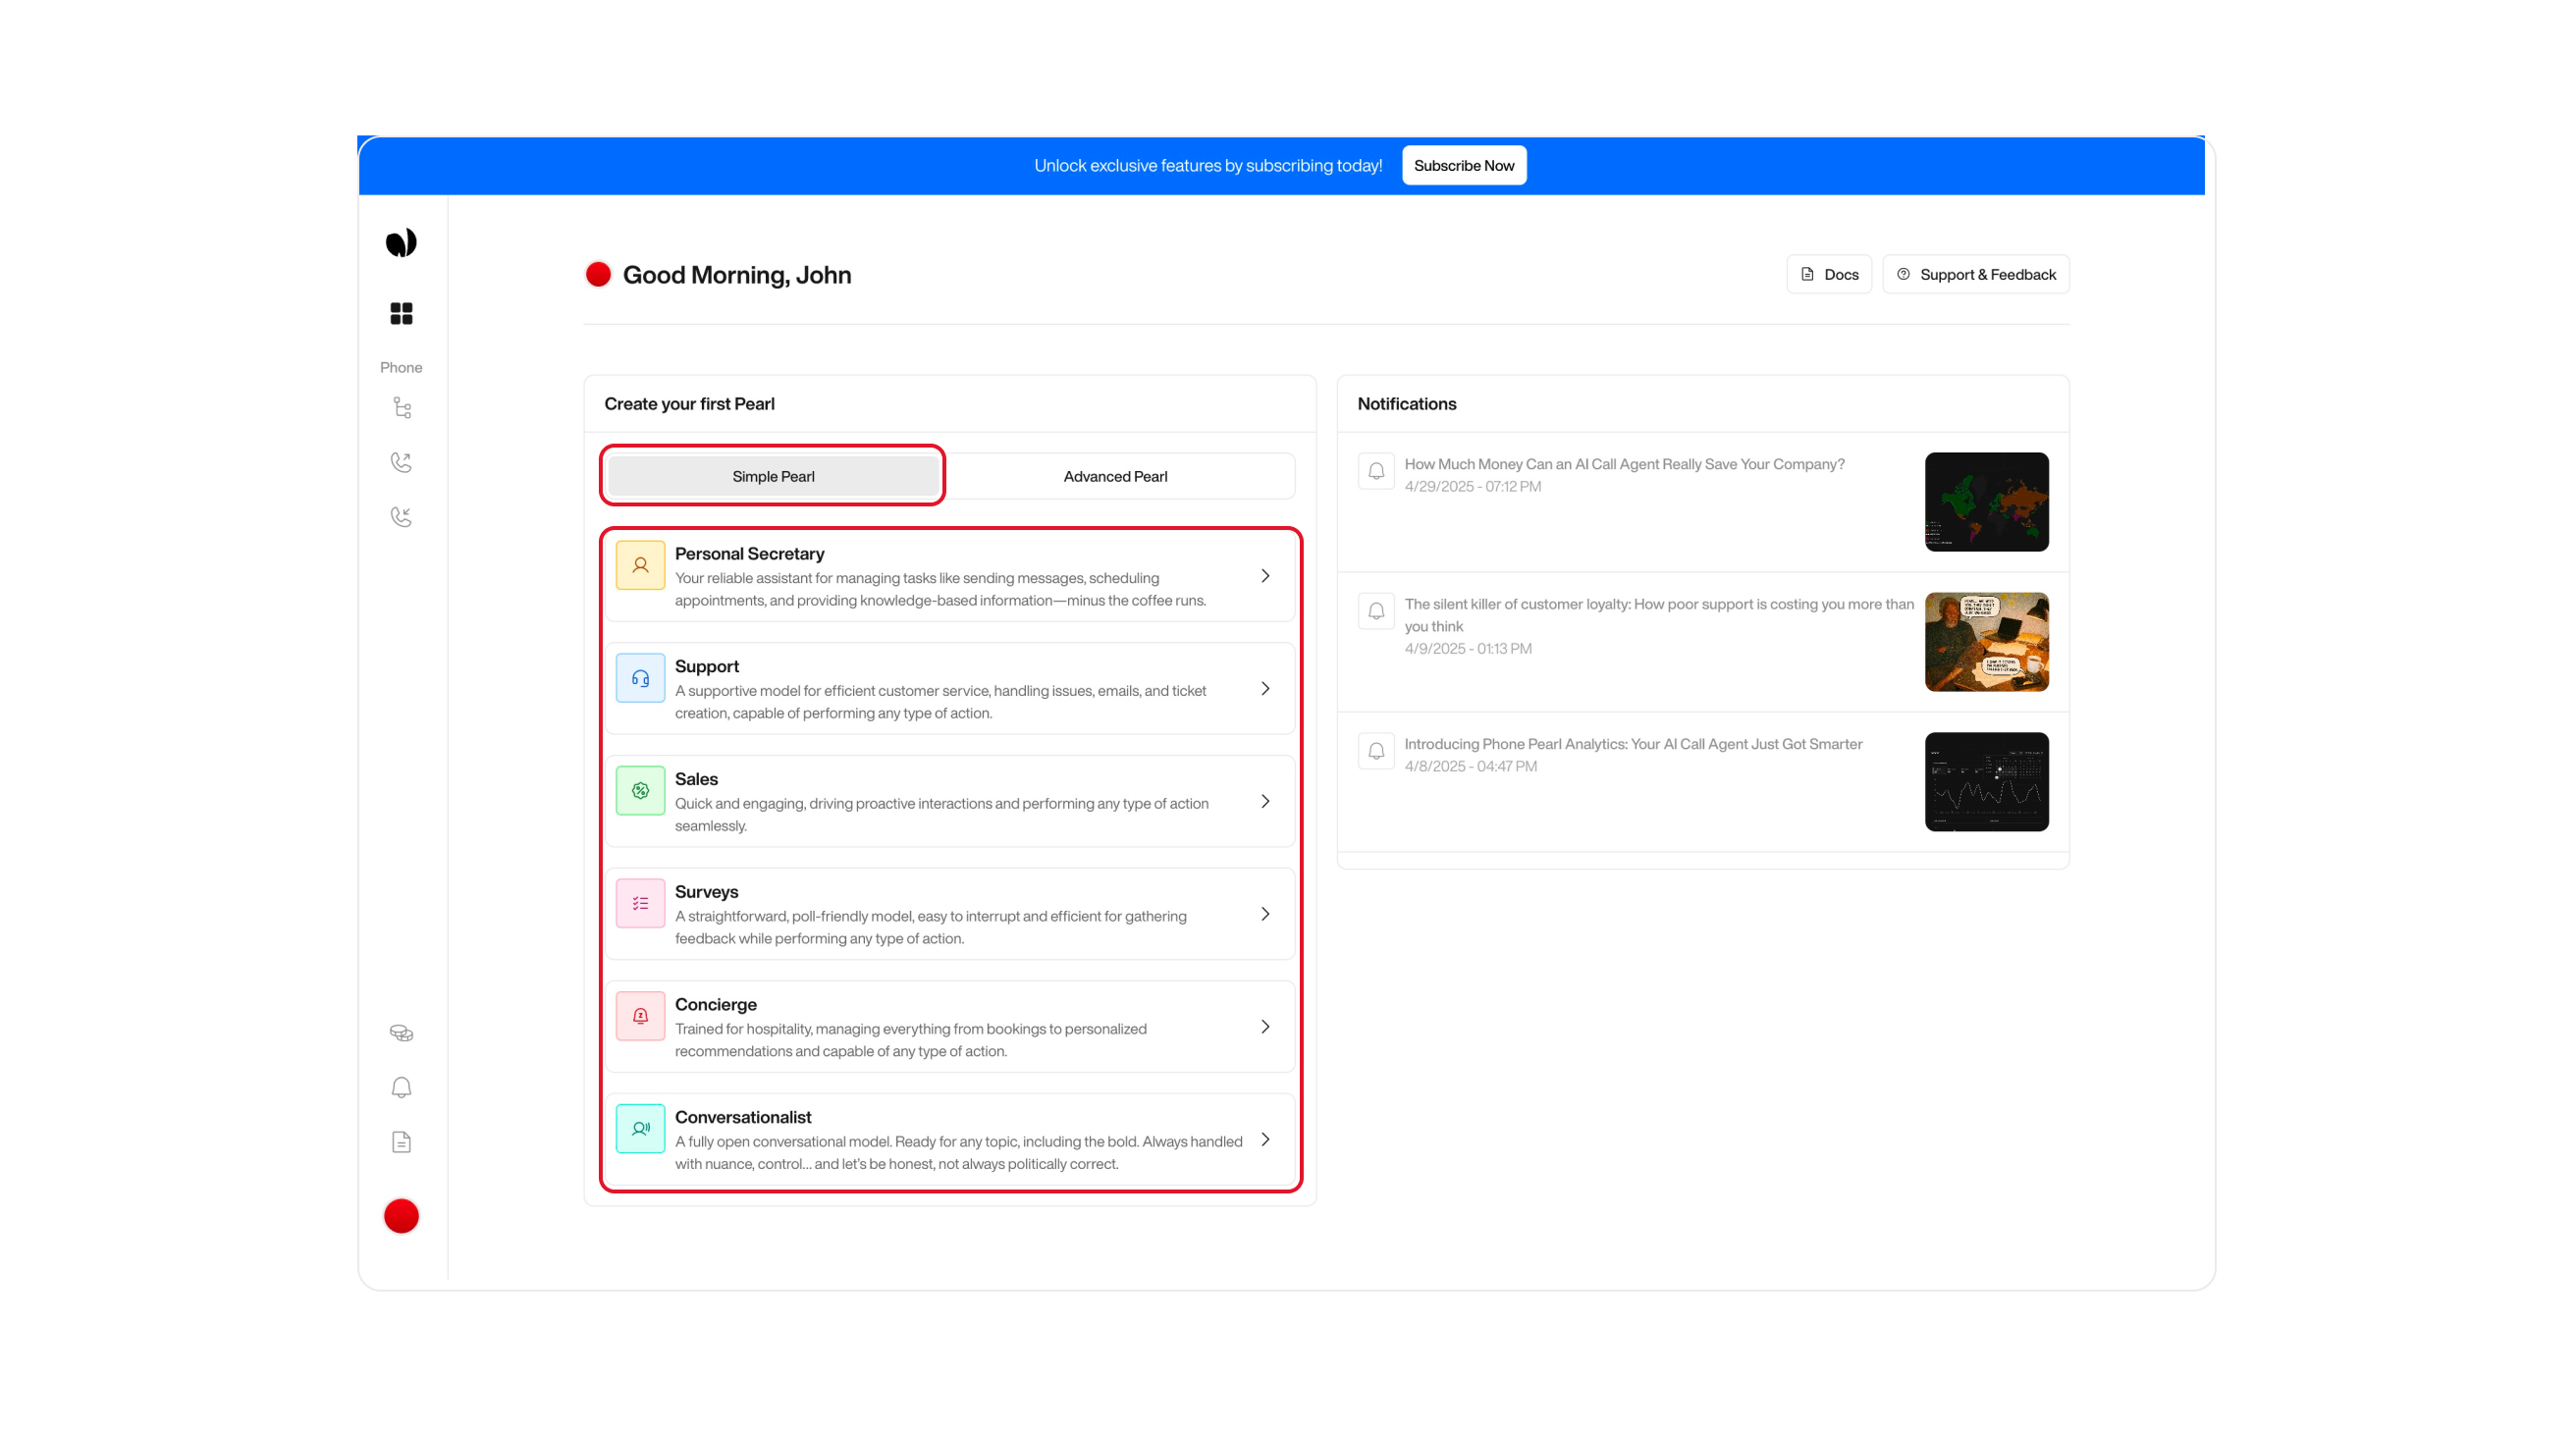 Unlock exclusive features by subscribing today!
Subscribe Now
Good Morning, John
Docs
Support & Feedback
Phone
Create your first Pearl
Simple Pearl
Advanced Pearl
Personal Secretary
Your reliable assistant for managing tasks like sending messages, scheduling
appointments, and providing knowledge-based information—minus the coffee runs.
Support
A supportive model for efficient customer service, handling issues, emails, and ticket
creation, capable of performing any type of action.
Sales
Quick and engaging, driving proactive interactions and performing any type of action
seamlessly.
Surveys
A straightforward, poll-friendly model, easy to interrupt and efficient for gathering
feedback while performing any type of action.
Concierge
Trained for hospitality, managing everything from bookings to personalized
recommendations and capable of any type of action.
Conversationalist
A fully open conversational model. Ready for any topic, including the bold. Always handled
with nuance, control... and let's be honest, not always politically correct.
Notifications
How Much Money Can an AI Call Agent Really Save Your Company?
4/29/2025 - 07:12 PM
The silent killer of customer loyalty: How poor support is costing you more than
you think
4/9/2025 - 01:13 PM
Introducing Phone Pearl Analytics: Your AI Call Agent Just Got Smarter
4/8/2025 - 04:47 PM